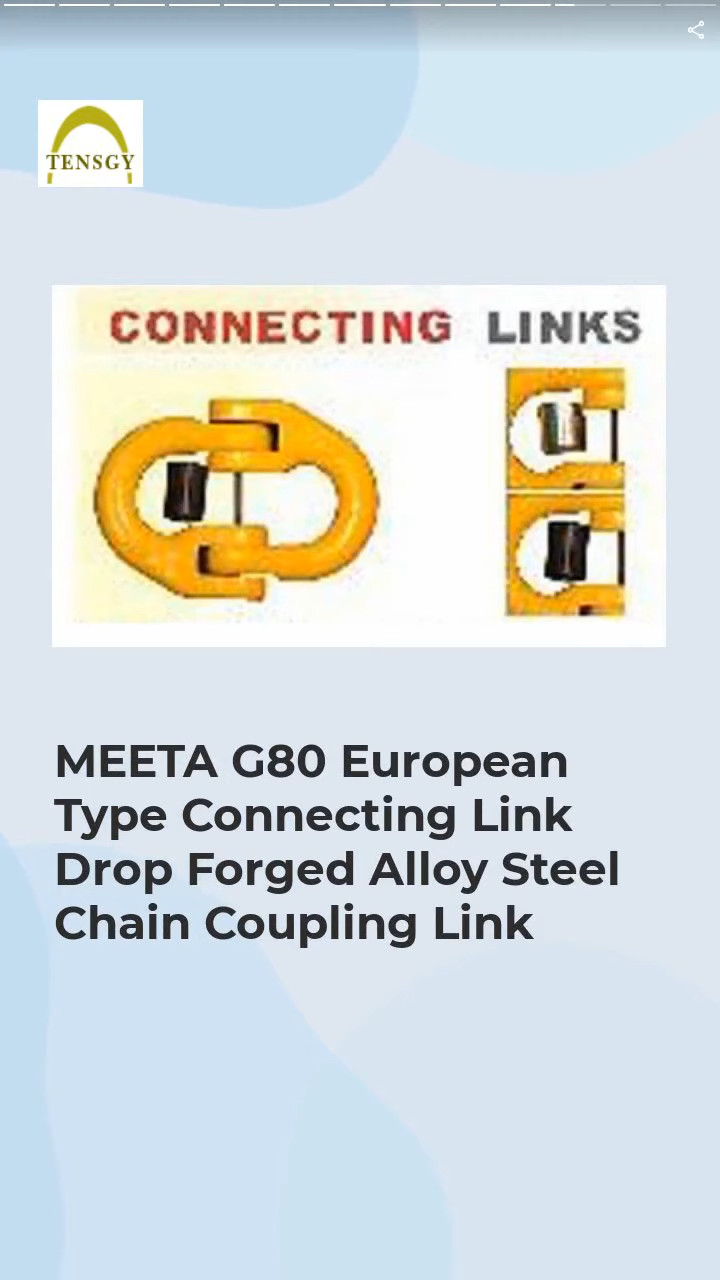 TENSGY
CONNECTING LINKS
MEETA G80 European
Type Connecting Link
Drop Forged Alloy Steel
Chain Coupling Link